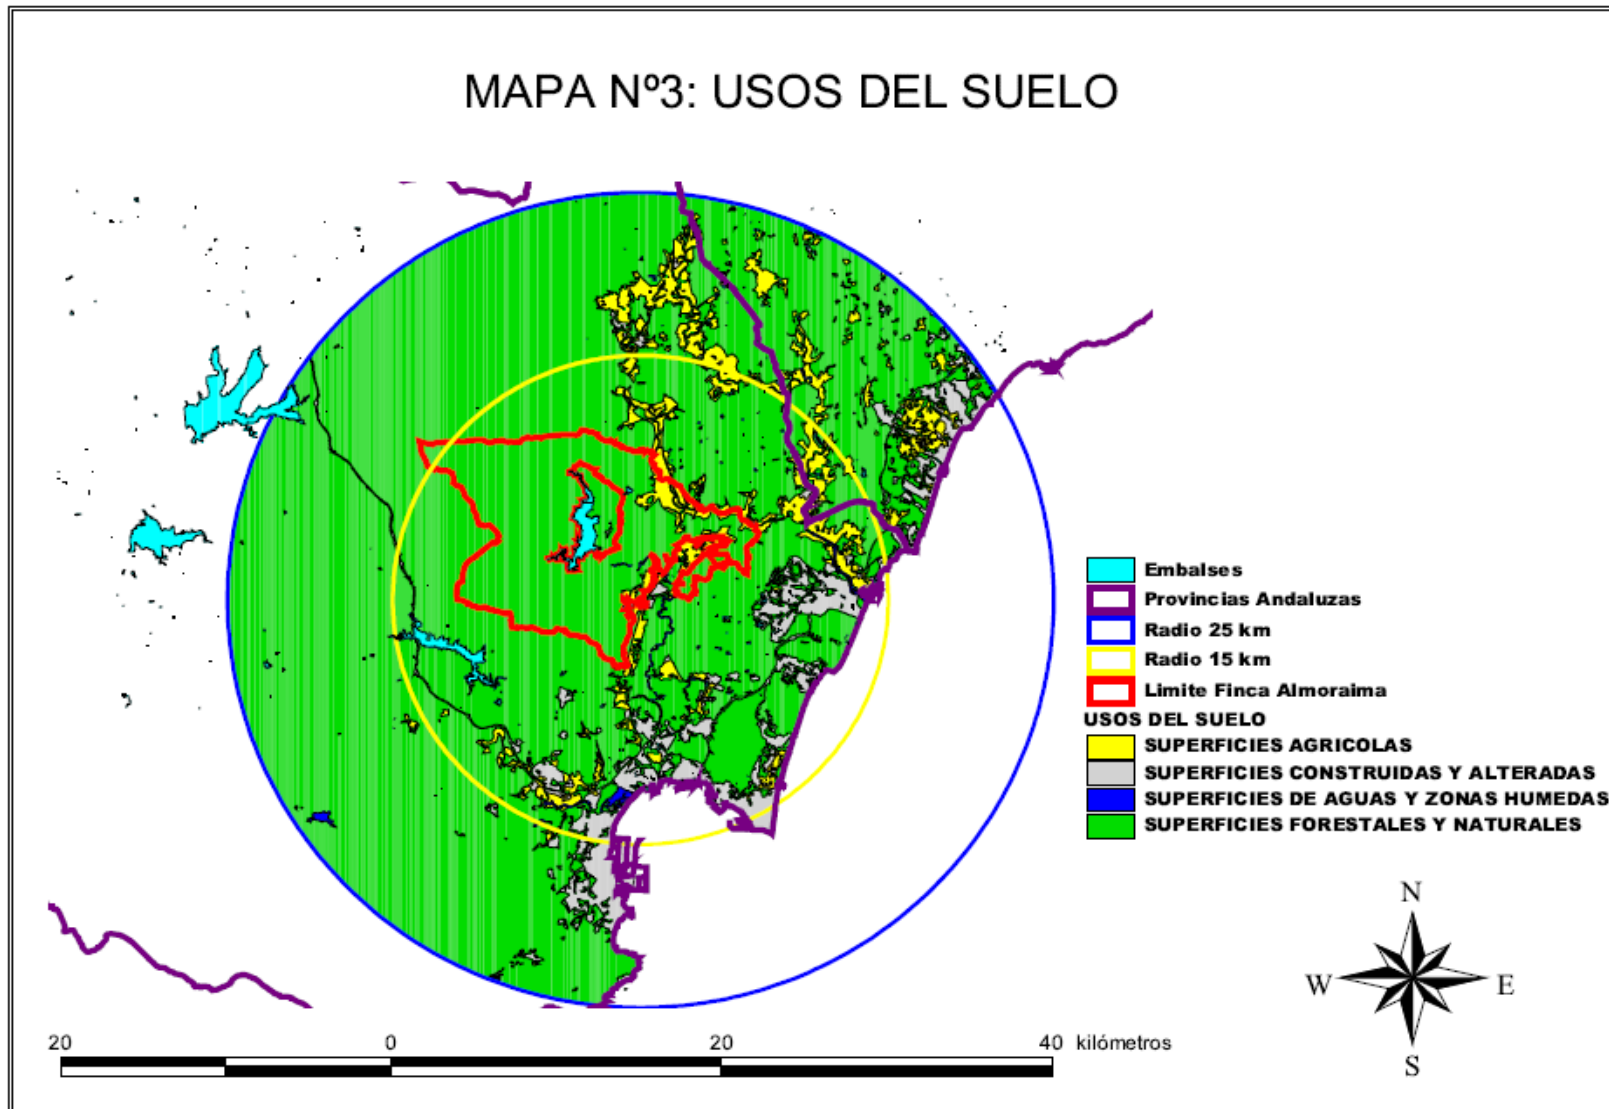 MAPA Nº3: USOS DEL SUELO
Embalses
Provincias Andaluzas
Radio 25 km
Radio 15 km
Limite Finca Almoraima
USOS DEL SUELO
SUPERFICIES AGRICOLAS
SUPERFICIES CONSTRUIDAS Y ALTERADAS
SUPERFICIES DE AGUAS Y ZONAS HUMEDAS
SUPERFICIES FORESTALES Y NATURALES
N
W E
S
20 0 20 40 kilómetros